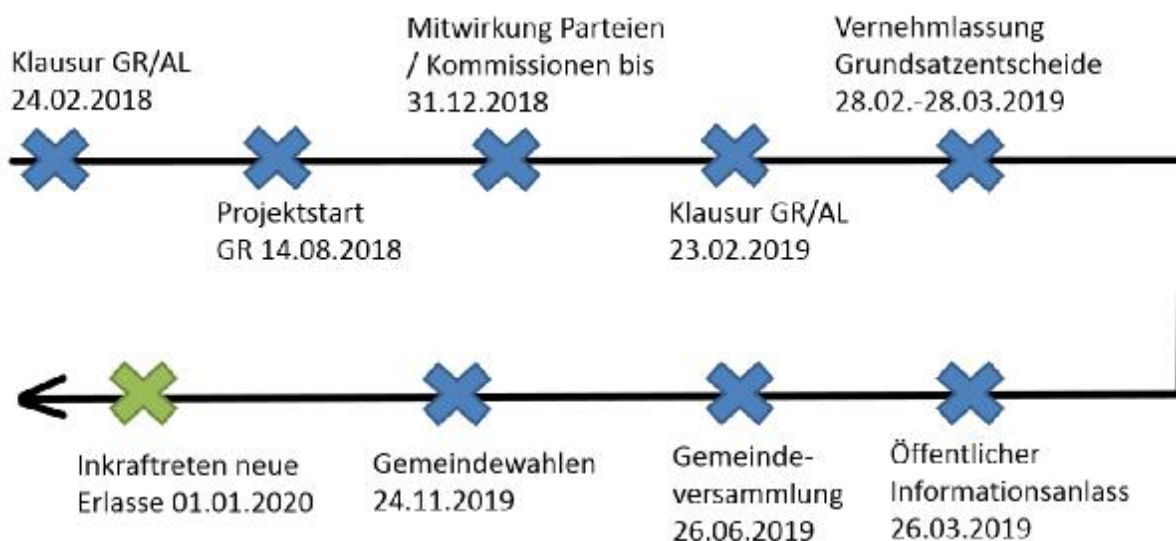 Klausur GR/AL
24.02.2018
Projektstart
GR 14.08.2018
Mitwirkung Parteien
/ Kommissionen bis
31.12.2018
Klausur GR/AL
23.02.2019
Vernehmlassung
Grundsatzentscheide
28.02.-28.03.2019
Öffentlicher
Informationsanlass
26.03.2019
Gemeinde-
versammlung
26.06.2019
Gemeindewahlen
24.11.2019
Inkraftreten neue
Erlasse 01.01.2020